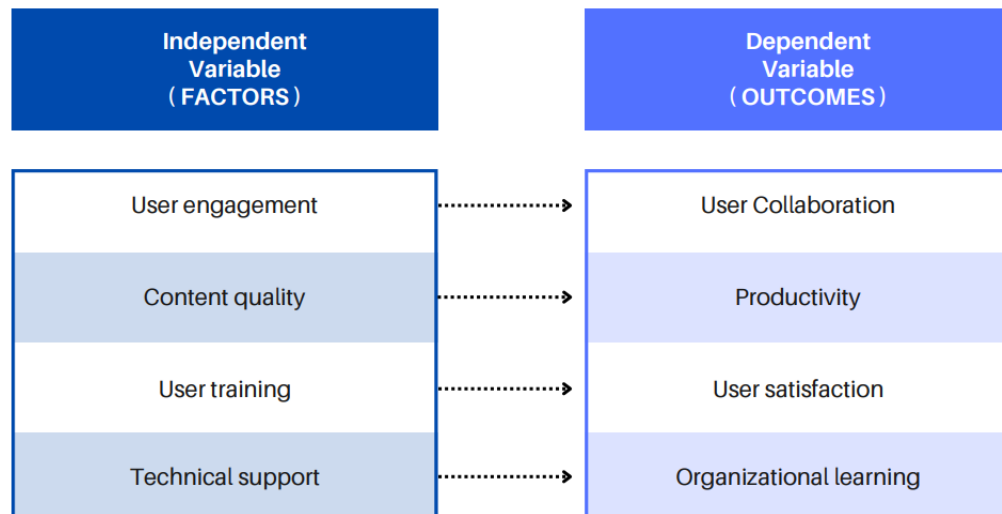 Independent
Variable
( FACTORS )
Dependent
Variable
( OUTCOMES )
User engagement
User Collaboration
Content quality
Productivity
User training
User satisfaction
Technical support
Organizational learning